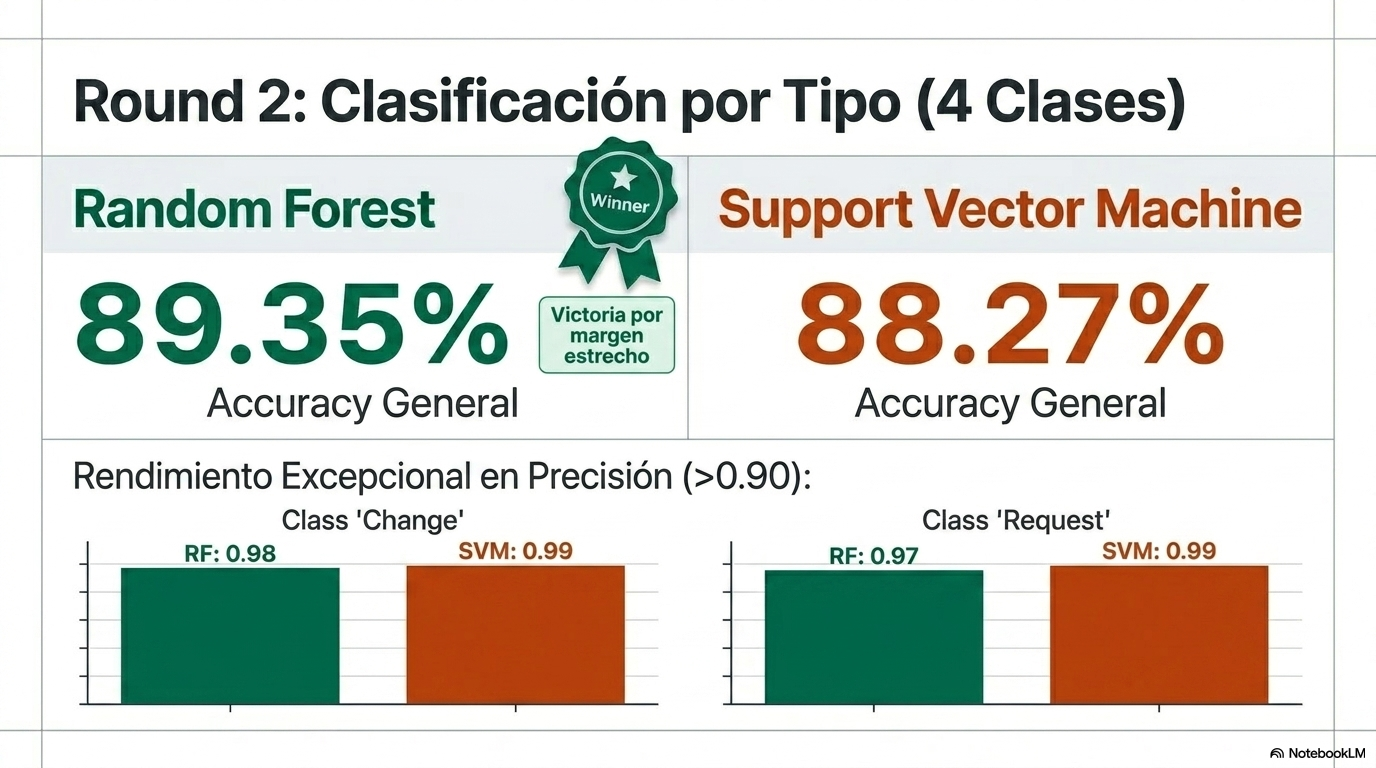 Round 2: Clasificación por Tipo (4 Clases)
Random Forest
Winner
89.35%
Victoria por
margen
estrecho
Accuracy General
Support Vector Machine
88.27%
Accuracy General
Rendimiento Excepcional en Precisión (>0.90):
Class 'Change'
RF: 0.98
SVM: 0.99
Class 'Request'
RF: 0.97
SVM: 0.99
NotebookLM